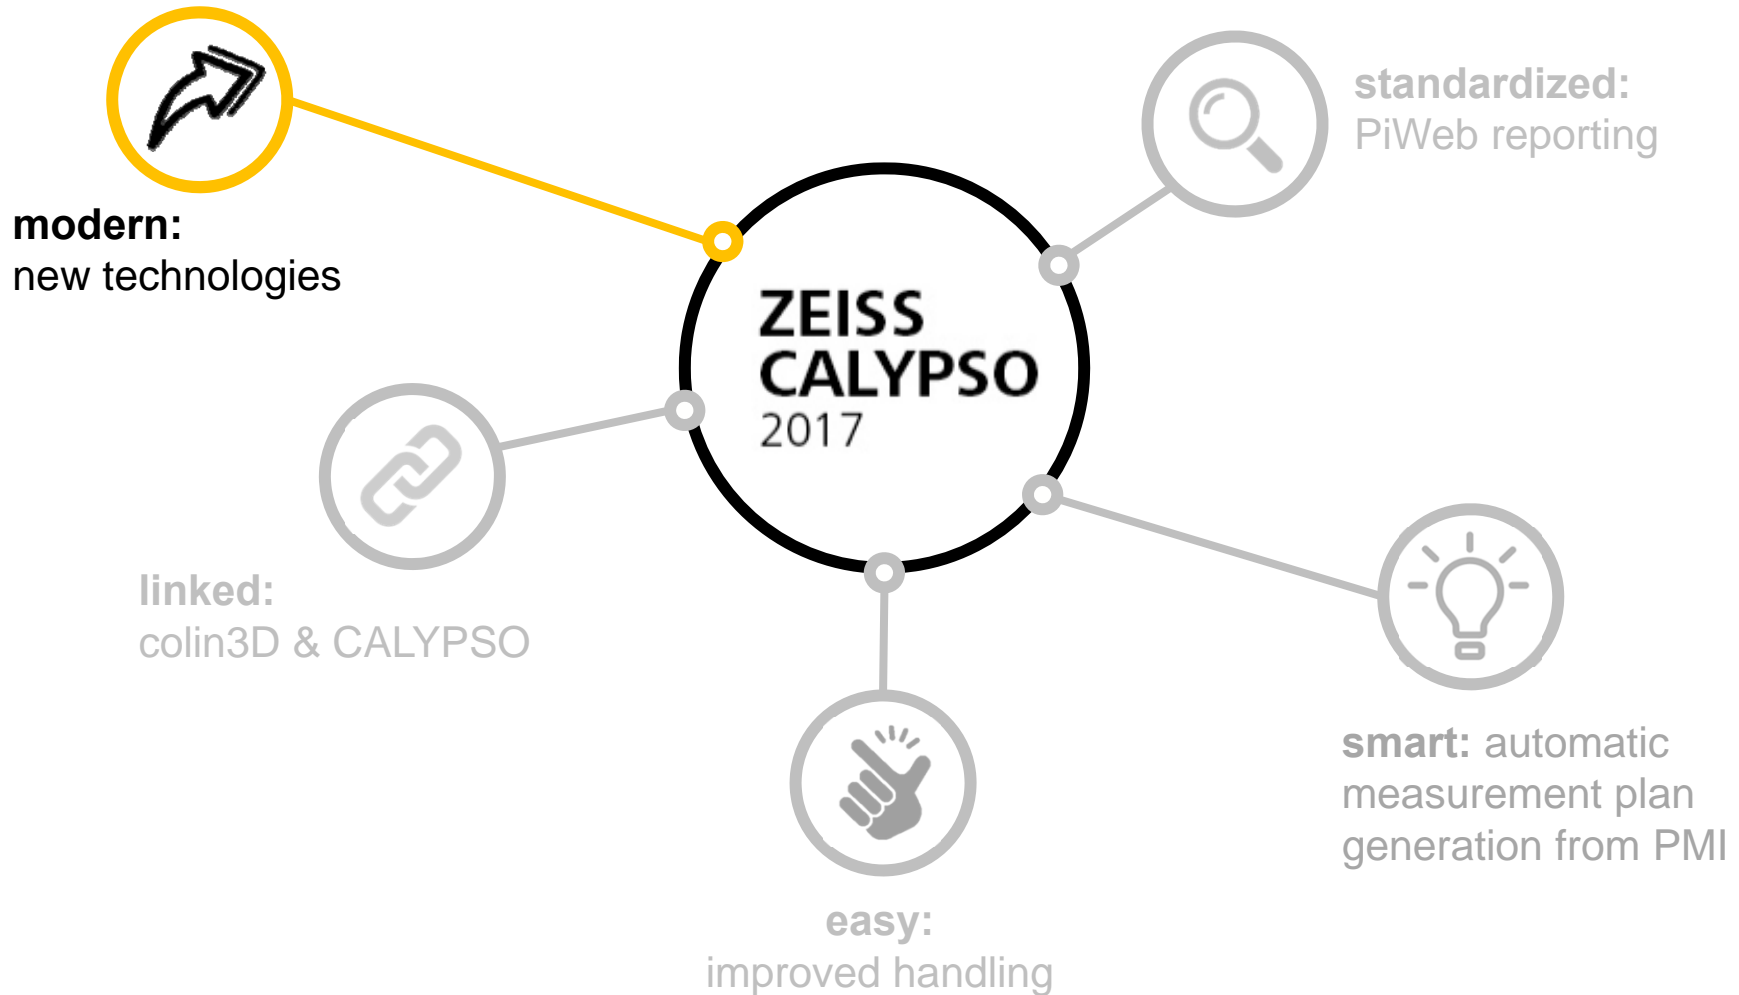 modern:
new technologies
standardized:
PiWeb reporting
ZEISS
CALYPSO
2017
linked:
colin3D & CALYPSO
smart: automatic
measurement plan
generation from PMI
easy:
improved handling